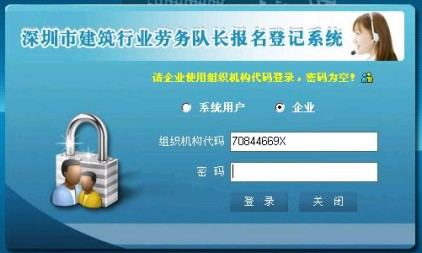 深圳市建筑行业劳务队长报名登记系统
请企业使用组织机构代码登录，密码为空！
系统用户 企业
组织机构代码 70844669X
密 码
登 录 关 闭